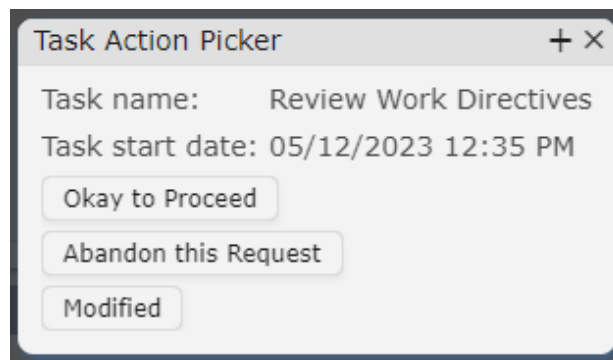 Task Action Picker
Task name: Review Work Directives
Task start date: 05/12/2023 12:35 PM
Okay to Proceed
Abandon this Request
Modified